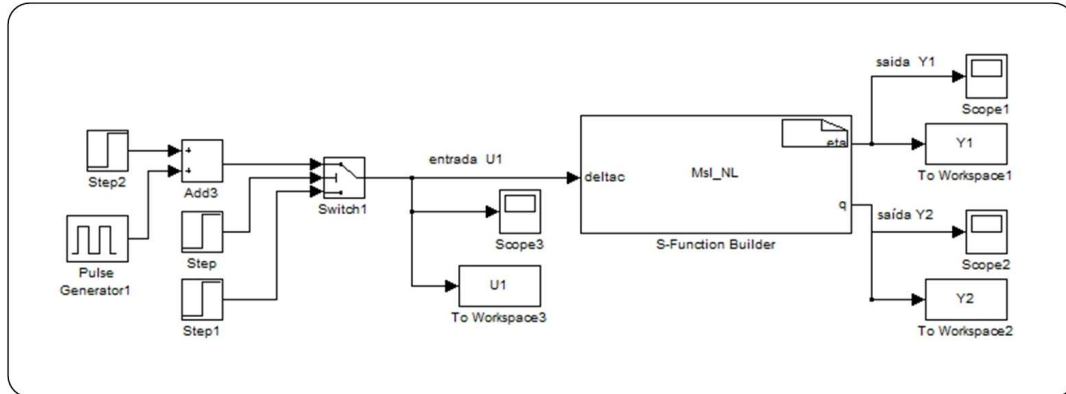 Step2
+
+
Add3
Pulse
Generator1
Step
Step1
Switch1
entrada U1
Scope3
U1
To Workspace3
deltac
Msl_NL
eta
q
S-Function Builder
saída Y1
Scope1
Y1
To Workspace1
saída Y2
Scope2
Y2
To Workspace2